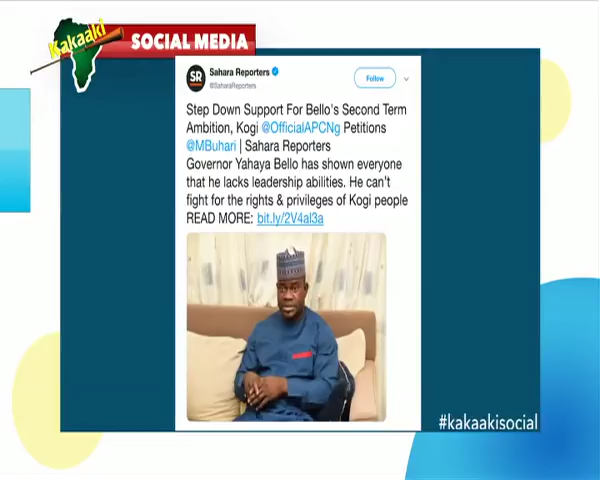 Kakaaki
SOCIAL MEDIA
SR
Sahara Reporters
@SaharaReporters
Follow
Step Down Support For Bello's Second Term
Ambition, Kogi @OfficialAPCNg Petitions
@MBuhari | Sahara Reporters
Governor Yahaya Bello has shown everyone
that he lacks leadership abilities. He can't
fight for the rights & privileges of Kogi people
READ MORE: bit.ly/2V4al3a
#kakaakisocial